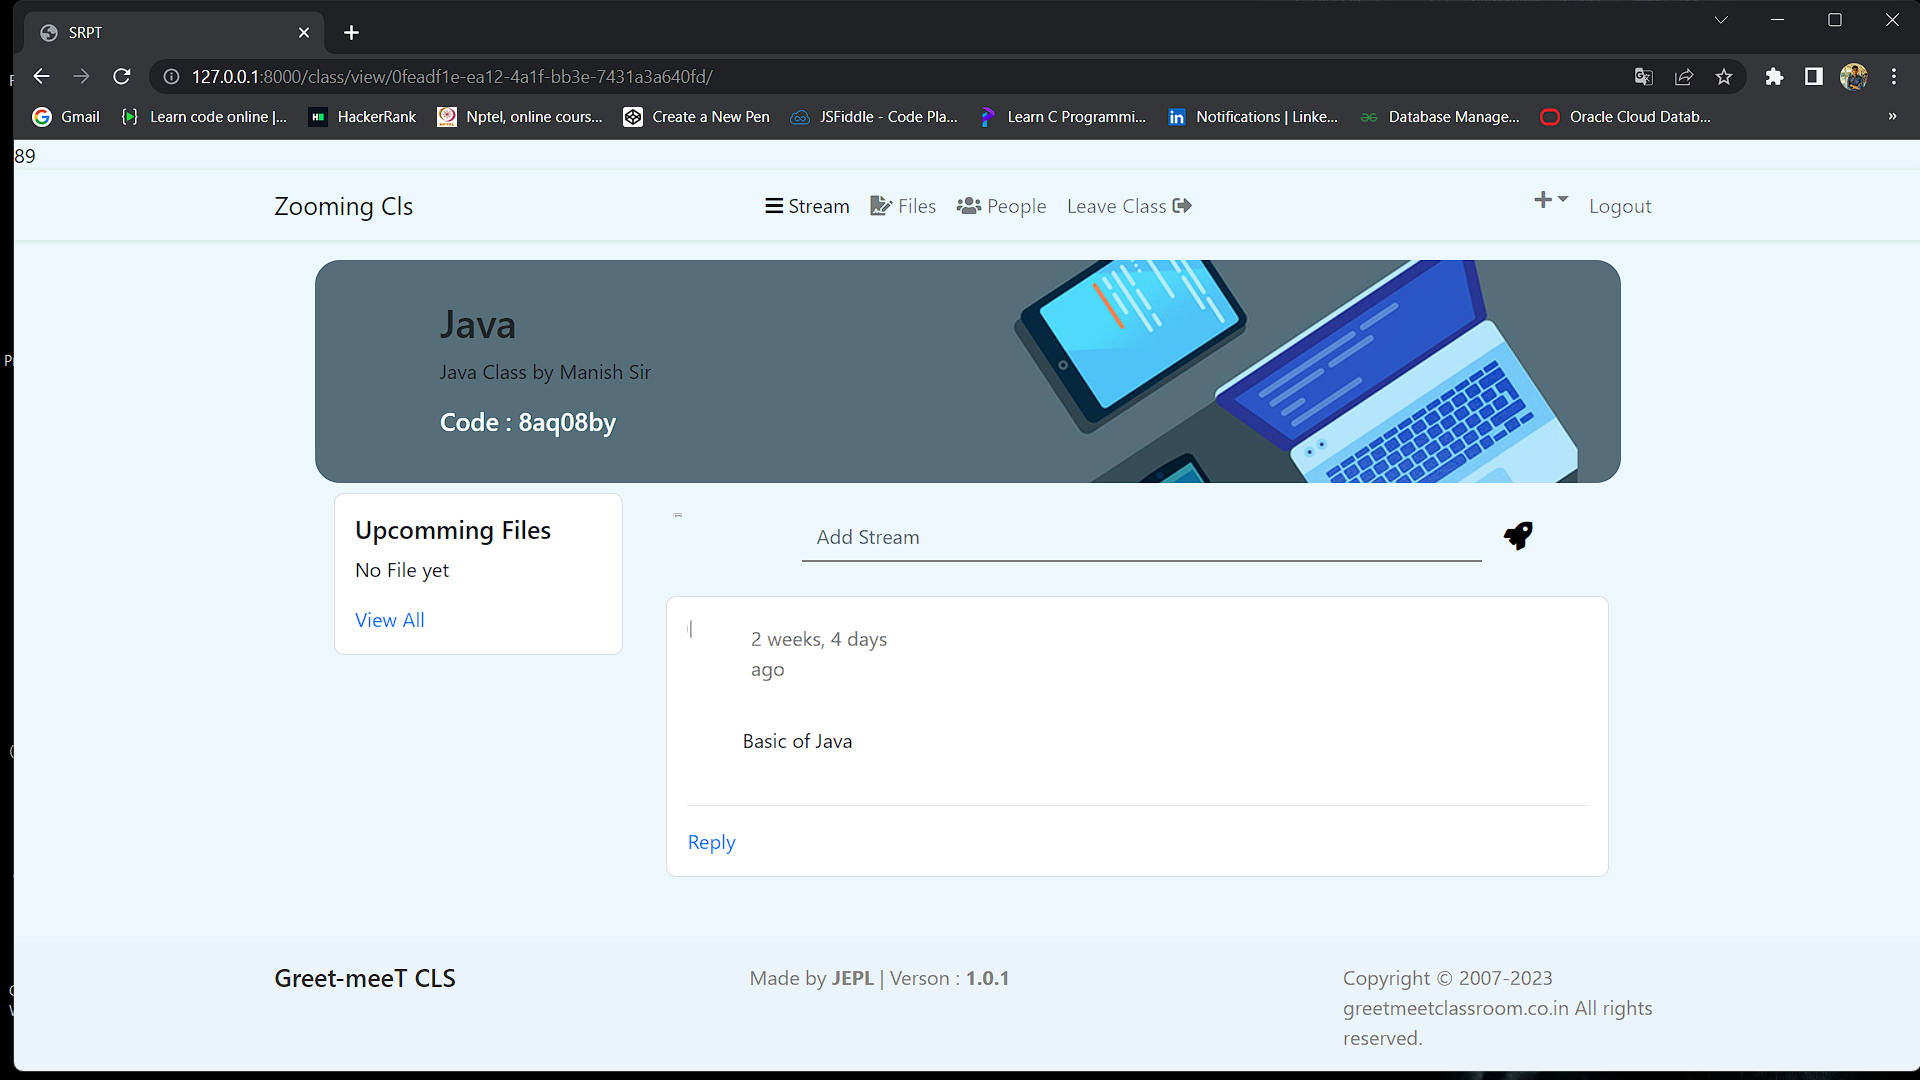 SRPT
127.0.0.1:8000/class/view/0feadf1e-ea12-4a1f-bb3e-7431a3a640fd/
Gmail Learn code online |... HackerRank Nptel, online cours... Create a New Pen JSFiddle - Code Pla... Learn C Programmi... Notifications | Linke... Database Manage... Oracle Cloud Datab... »
89
Zooming Cls Stream Files People Leave Class Logout
Java
Java Class by Manish Sir
Code : 8aq08by
Upcomming Files
No File yet
View All
Add Stream
2 weeks, 4 days
ago
Basic of Java
Reply
Greet-meeT CLS
Made by JEPL | Verson : 1.0.1
Copyright © 2007-2023
greetmeetclassroom.co.in All rights
reserved.